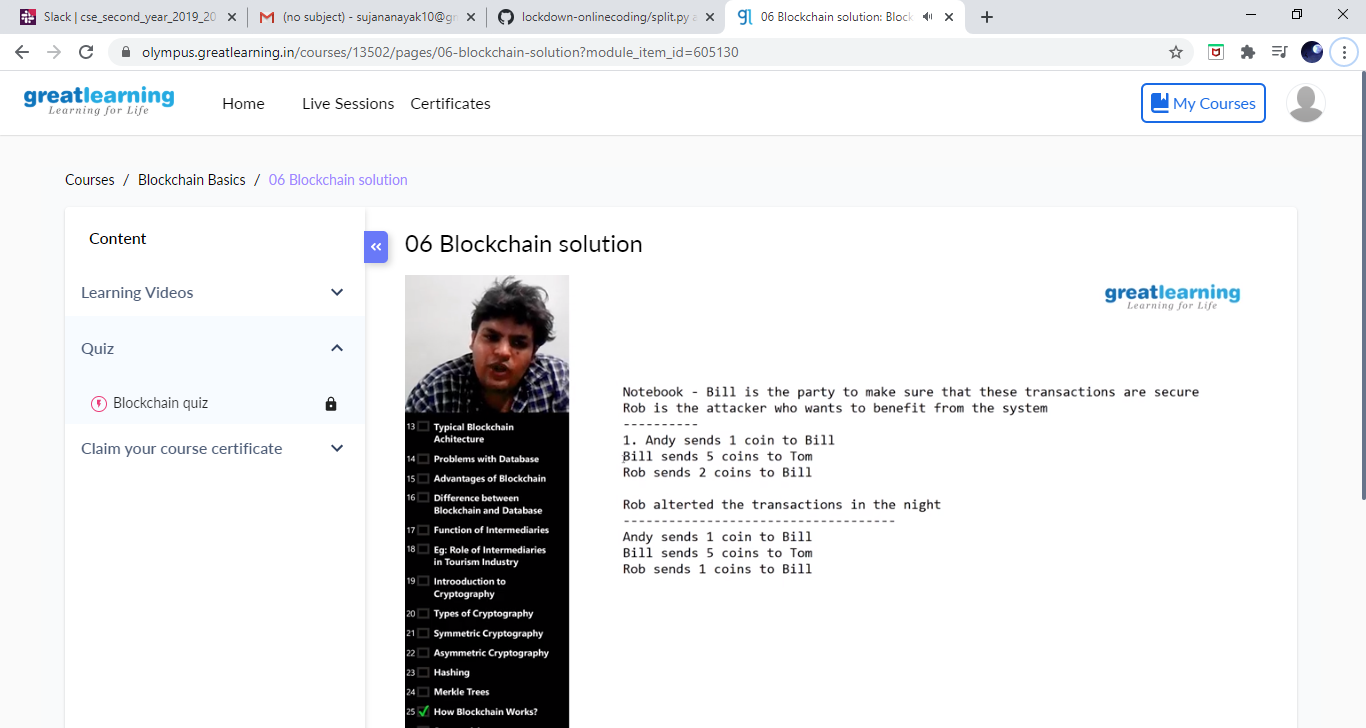 Slack | cse_second_year_2019_20
(no subject) - sujananayak10@gm
lockdown-onlinecoding/split.py a
06 Blockchain solution: Block
olympus.greatlearning.in/courses/13502/pages/06-blockchain-solution?module_item_id=605130
greatlearning
Learning for Life
Home
Live Sessions
Certificates
My Courses
Courses / Blockchain Basics / 06 Blockchain solution
Content
Learning Videos
Quiz
Blockchain quiz
Claim your course certificate
«
06 Blockchain solution
13 Typical Blockchain
Achitecture
14 Problems with Database
15 Advantages of Blockchain
16 Difference between
Blockchain and Database
17 Function of Intermediaries
18 Eg: Role of Intermediaries
in Tourism Industry
19 Introoduction to
Cryptography
20 Types of Cryptography
21 Symmetric Cryptography
22 Asymmetric Cryptography
23 Hashing
24 Merkle Trees
25 How Blockchain Works?
greatlearning
Learning for Life
Notebook - Bill is the party to make sure that these transactions are secure
Rob is the attacker who wants to benefit from the system
----------
1. Andy sends 1 coin to Bill
Bill sends 5 coins to Tom
Rob sends 2 coins to Bill
Rob alterted the transactions in the night
------------------------------------
Andy sends 1 coin to Bill
Bill sends 5 coins to Tom
Rob sends 1 coins to Bill